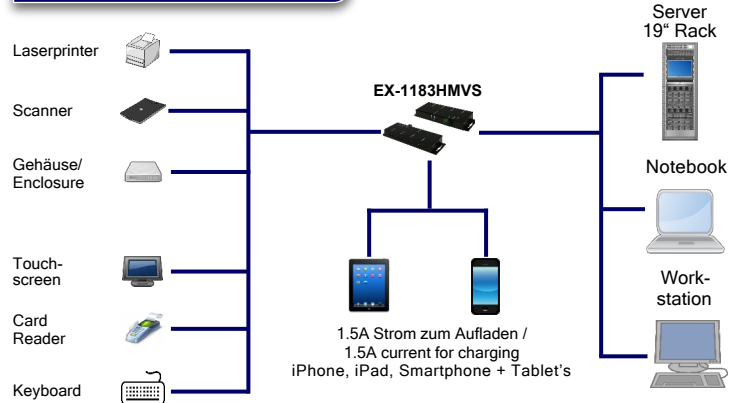 Laserprinter
Scanner
Gehäuse/
Enclosure
Touch-
screen
Card
Reader
Keyboard
EX-1183HMVS
1.5A Strom zum Aufladen /
1.5A current for charging
iPhone, iPad, Smartphone + Tablet's
Server
19“ Rack
Notebook
Work-
station